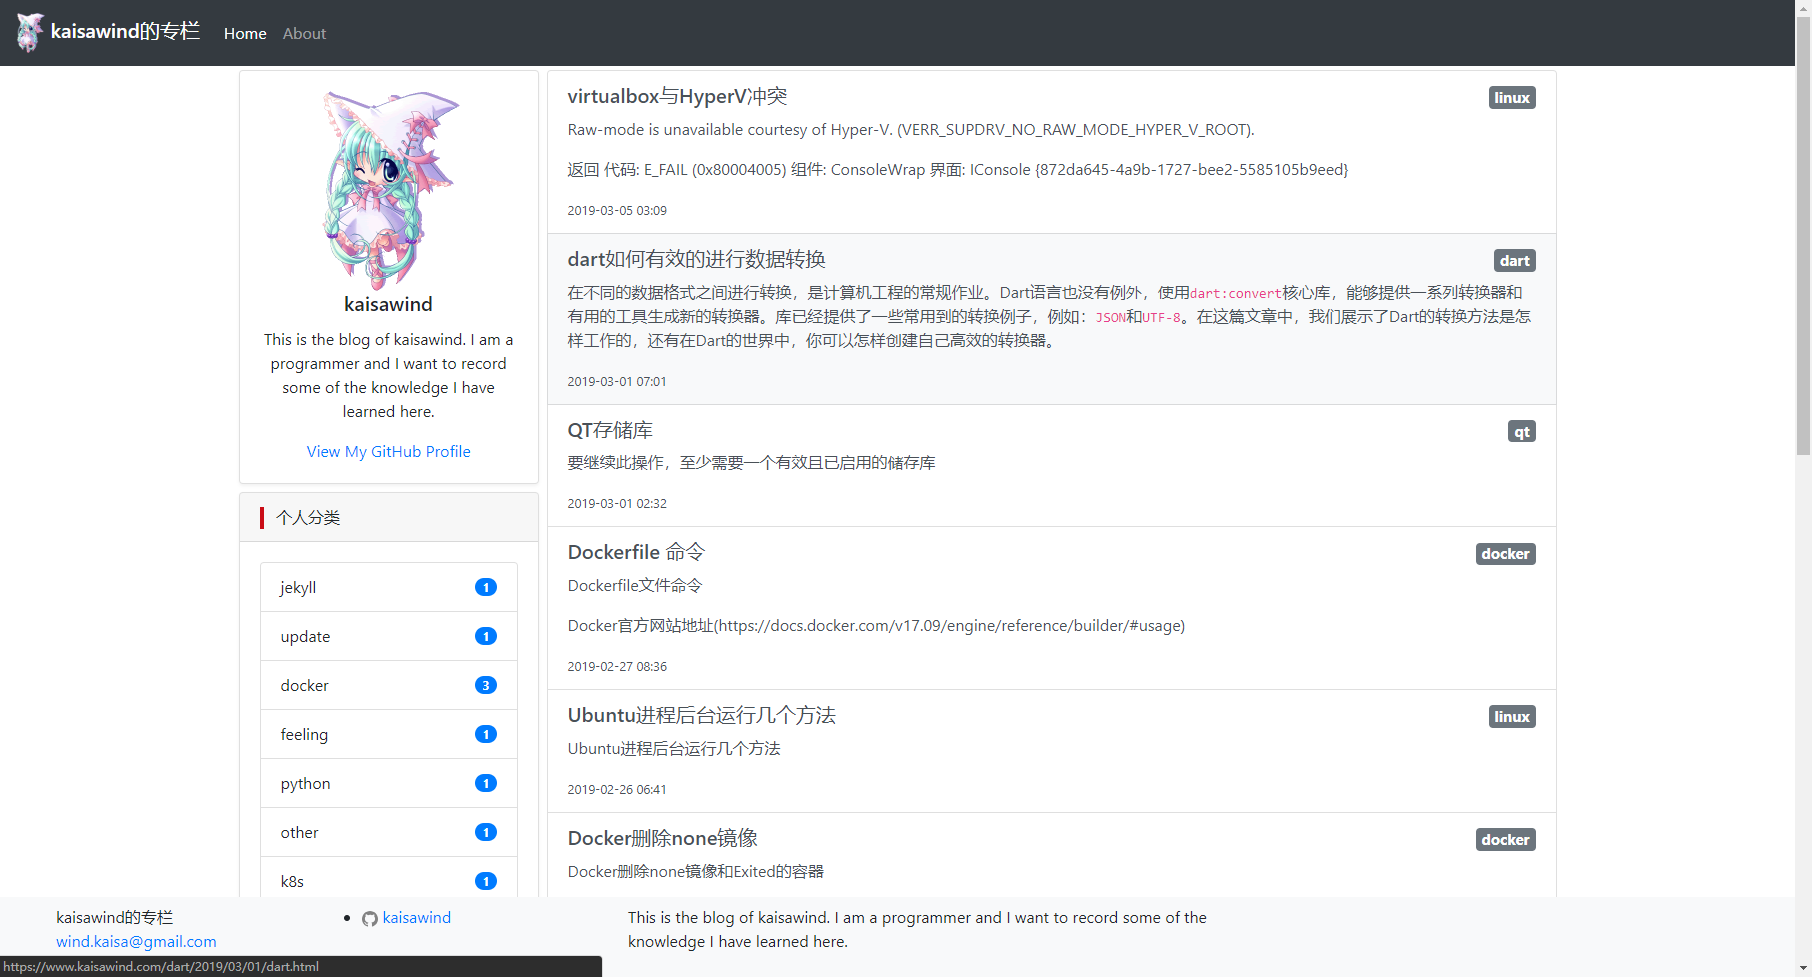 kaisawind的专栏 Home About
kaisawind
This is the blog of kaisawind. I am a
programmer and I want to record
some of the knowledge I have
learned here.
View My GitHub Profile
个人分类
jekyll 1
update 1
docker 3
feeling 1
python 1
other 1
k8s 1
virtualbox与HyperV冲突 linux
Raw-mode is unavailable courtesy of Hyper-V. (VERR_SUPDRV_NO_RAW_MODE_HYPER_V_ROOT).
返回 代码: E_FAIL (0x80004005) 组件: ConsoleWrap 界面: IConsole {872da645-4a9b-1727-bee2-5585105b9eed}
2019-03-05 03:09
dart如何有效的进行数据转换 dart
在不同的数据格式之间进行转换，是计算机工程的常规作业。Dart语言也没有例外，使用dart:convert核心库，能够提供一系列转换器和
有用的工具生成新的转换器。库已经提供了一些常用到的转换例子，例如：JSON和UTF-8。在这篇文章中，我们展示了Dart的转换方法是怎
样工作的，还有在Dart的世界中，你可以怎样创建自己高效的转换器。
2019-03-01 07:01
QT存储库 qt
要继续此操作，至少需要一个有效且已启用的储存库
2019-03-01 02:32
Dockerfile 命令 docker
Dockerfile文件命令
Docker官方网站地址(https://docs.docker.com/v17.09/engine/reference/builder/#usage)
2019-02-27 08:36
Ubuntu进程后台运行几个方法 linux
Ubuntu进程后台运行几个方法
2019-02-26 06:41
Docker删除none镜像 docker
Docker删除none镜像和Exited的容器
kaisawind的专栏
wind.kaisa@gmail.com
kaisawind
This is the blog of kaisawind. I am a programmer and I want to record some of the
knowledge I have learned here.
https://www.kaisawind.com/dart/2019/03/01/dart.html